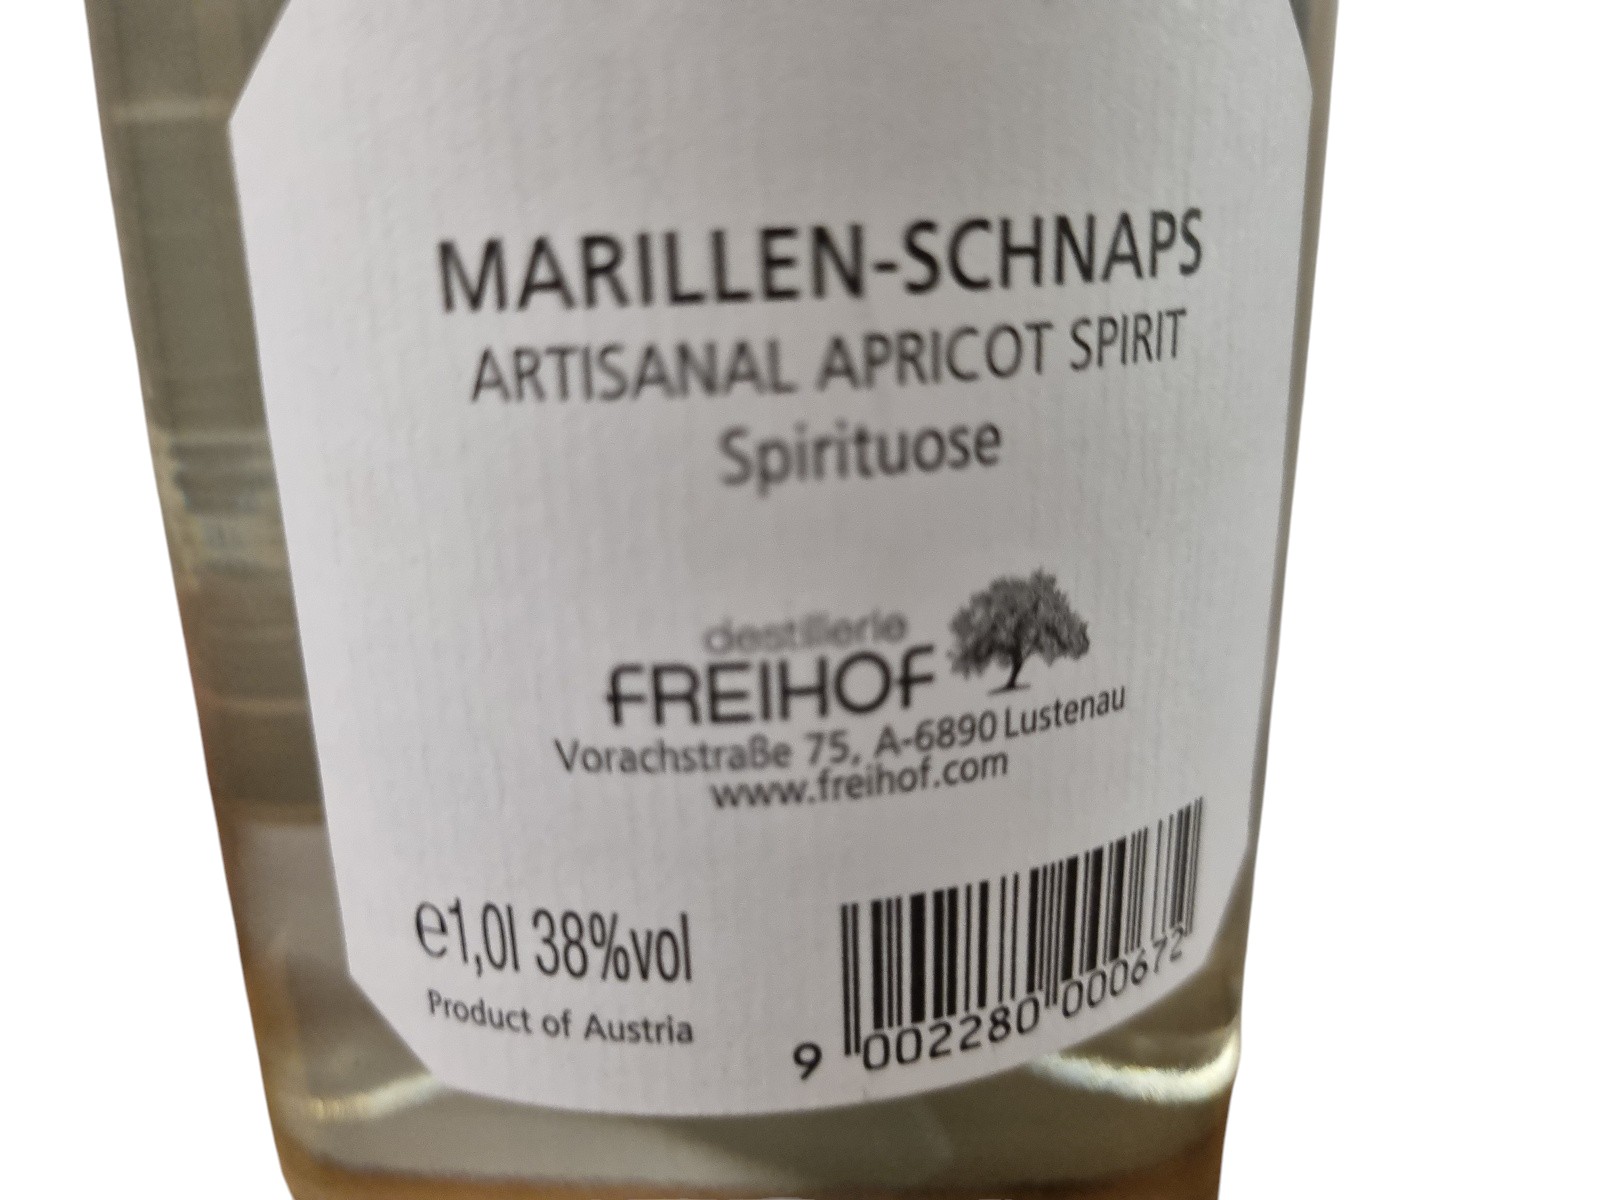 MARILLEN-SCHNAPS
ARTISANAL APRICOT SPIRIT
Spirituose
destillerie
FREIHOF
Vorachstraße 75, A-6890 Lustenau
www.freihof.com
℮1,0l 38%vol
Product of Austria
9 002280 000672